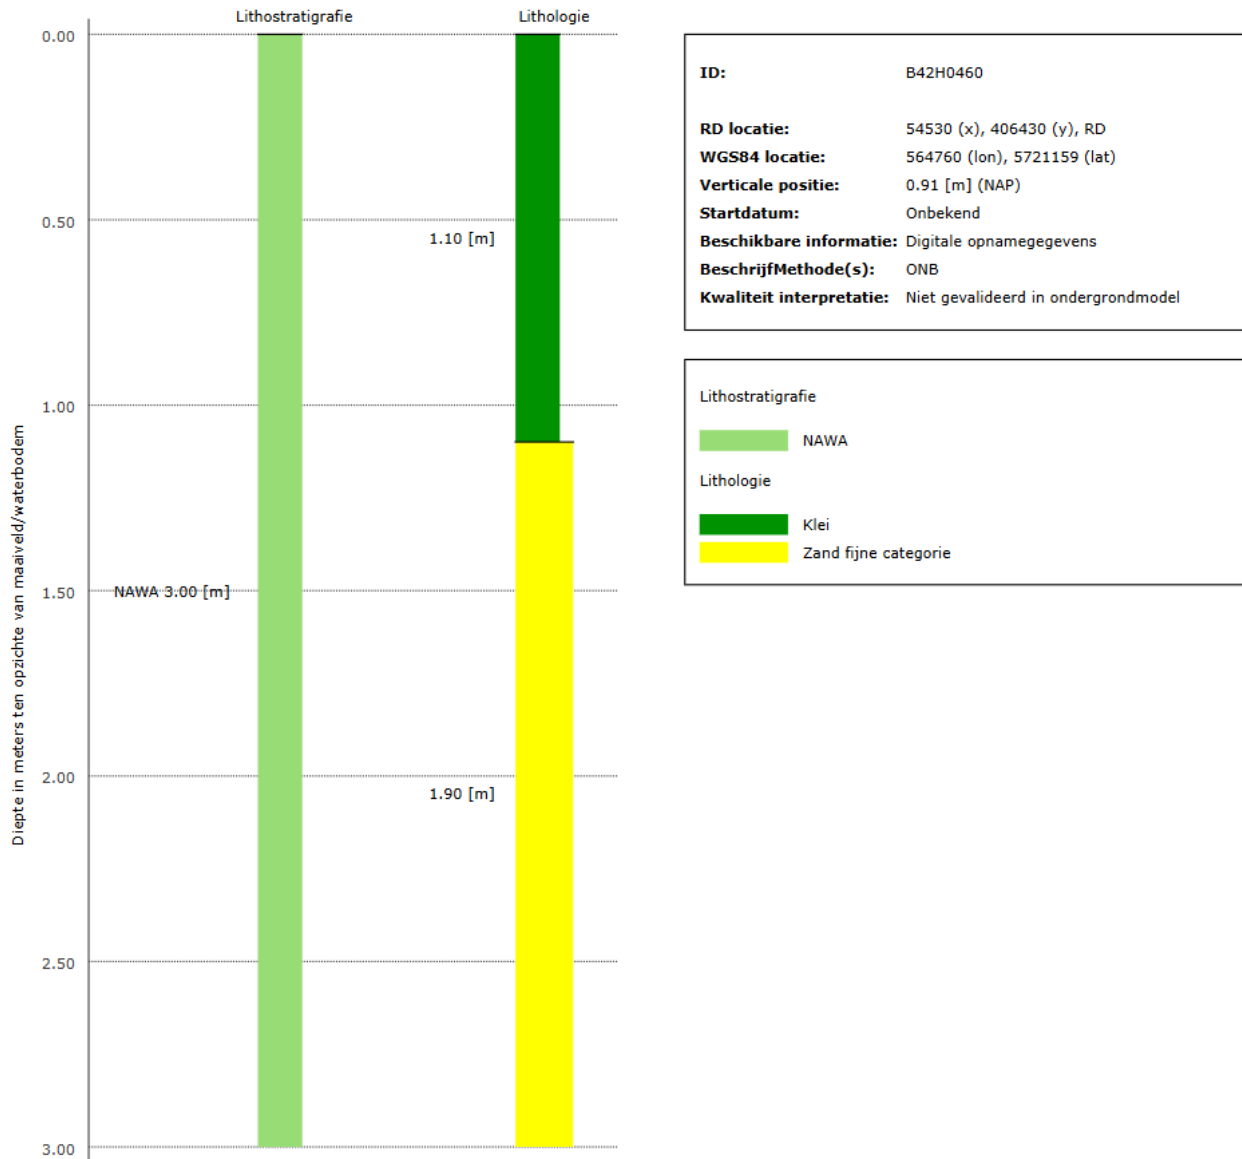 Lithostratigrafie
Lithologie
0.00
0.50
1.00
1.50
2.00
2.50
3.00
Diepte in meters ten opzichte van maaiveld/waterbodem
NAWA 3.00 [m]
1.10 [m]
1.90 [m]
ID: B42H0460
RD locatie: 54530 (x), 406430 (y), RD
WGS84 locatie: 564760 (lon), 5721159 (lat)
Verticale positie: 0.91 [m] (NAP)
Startdatum: Onbekend
Beschikbare informatie: Digitale opnamegegevens
BeschrijfMethode(s): ONB
Kwaliteit interpretatie: Niet gevalideerd in ondergrondmodel
Lithostratigrafie
NAWA
Lithologie
Klei
Zand fijne categorie